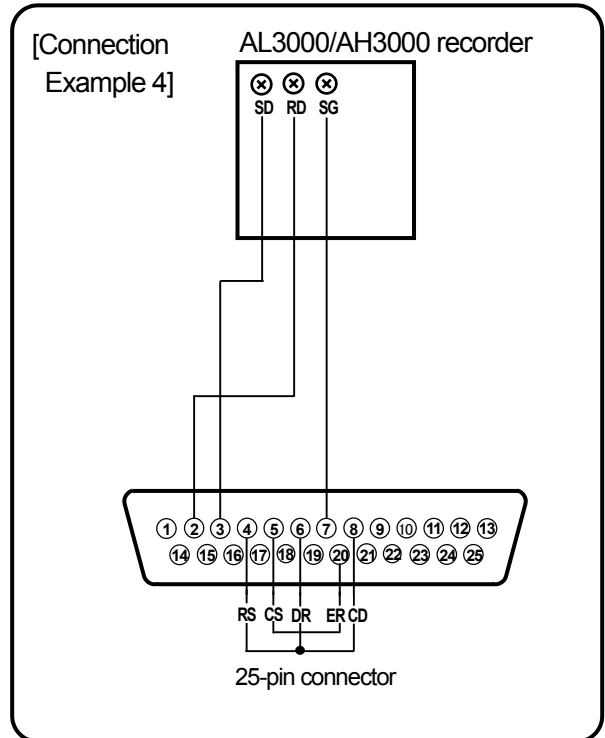 [Connection Example 4]
AL3000/AH3000 recorder
SD RD SG
1 2 3 4 5 6 7 8 9 10 11 12 13
14 15 16 17 18 19 20 21 22 23 24 25
RS CS DR ER CD
25-pin connector